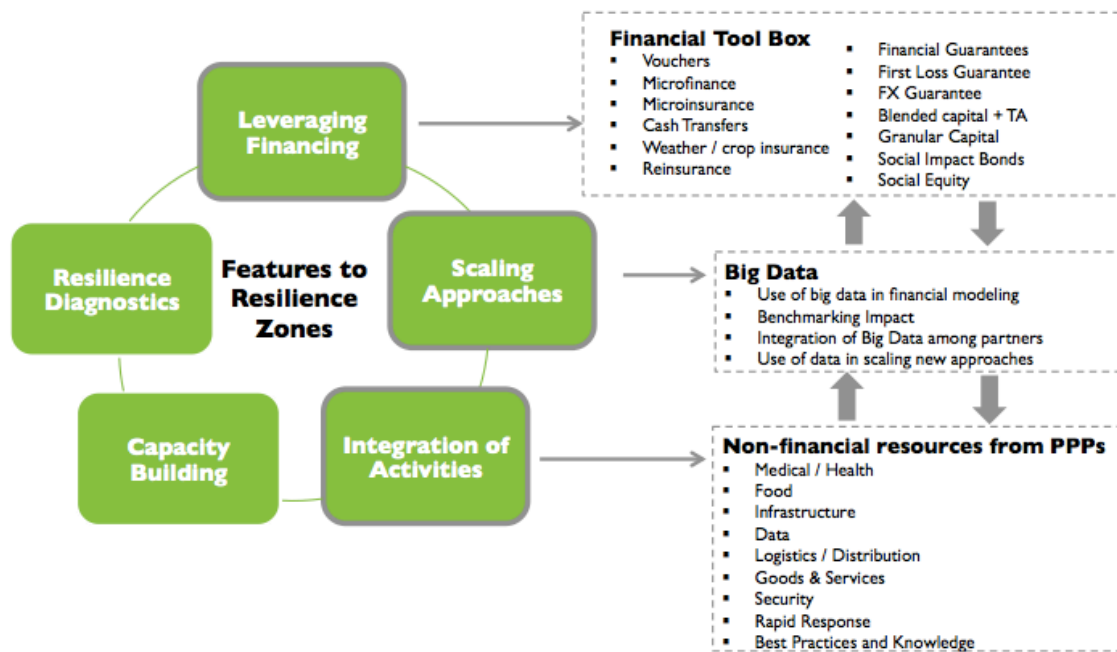 Leveraging
Financing
Resilience
Diagnostics
Features to
Resilience
Zones
Scaling
Approaches
Capacity
Building
Integration of
Activities
Financial Tool Box
▪ Vouchers
▪ Microfinance
▪ Microinsurance
▪ Cash Transfers
▪ Weather / crop insurance
▪ Reinsurance
▪ Financial Guarantees
▪ First Loss Guarantee
▪ FX Guarantee
▪ Blended capital + TA
▪ Granular Capital
▪ Social Impact Bonds
▪ Social Equity
Big Data
▪ Use of big data in financial modeling
▪ Benchmarking Impact
▪ Integration of Big Data among partners
▪ Use of data in scaling new approaches
Non-financial resources from PPPs
▪ Medical / Health
▪ Food
▪ Infrastructure
▪ Data
▪ Logistics / Distribution
▪ Goods & Services
▪ Security
▪ Rapid Response
▪ Best Practices and Knowledge